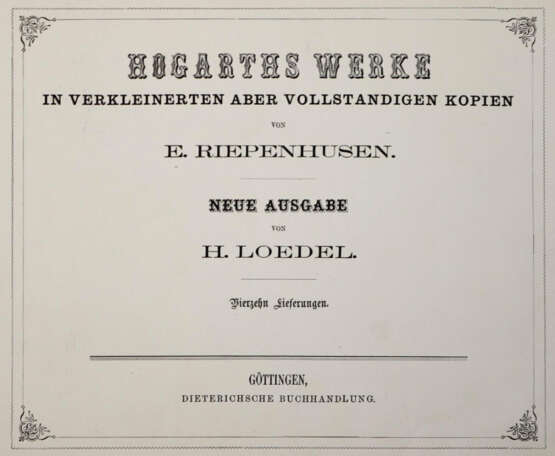 HOGARTHS WERKE
IN VERKLEINERTEN ABER VOLLSTANDIGEN KOPIEN
VON
E. RIEPENHUSEN.
NEUE AUSGABE
VON
H. LOEDEL.
Vierzehn Lieferungen.
GÖTTINGEN,
DIETERICHSCHE BUCHHANDLUNG.